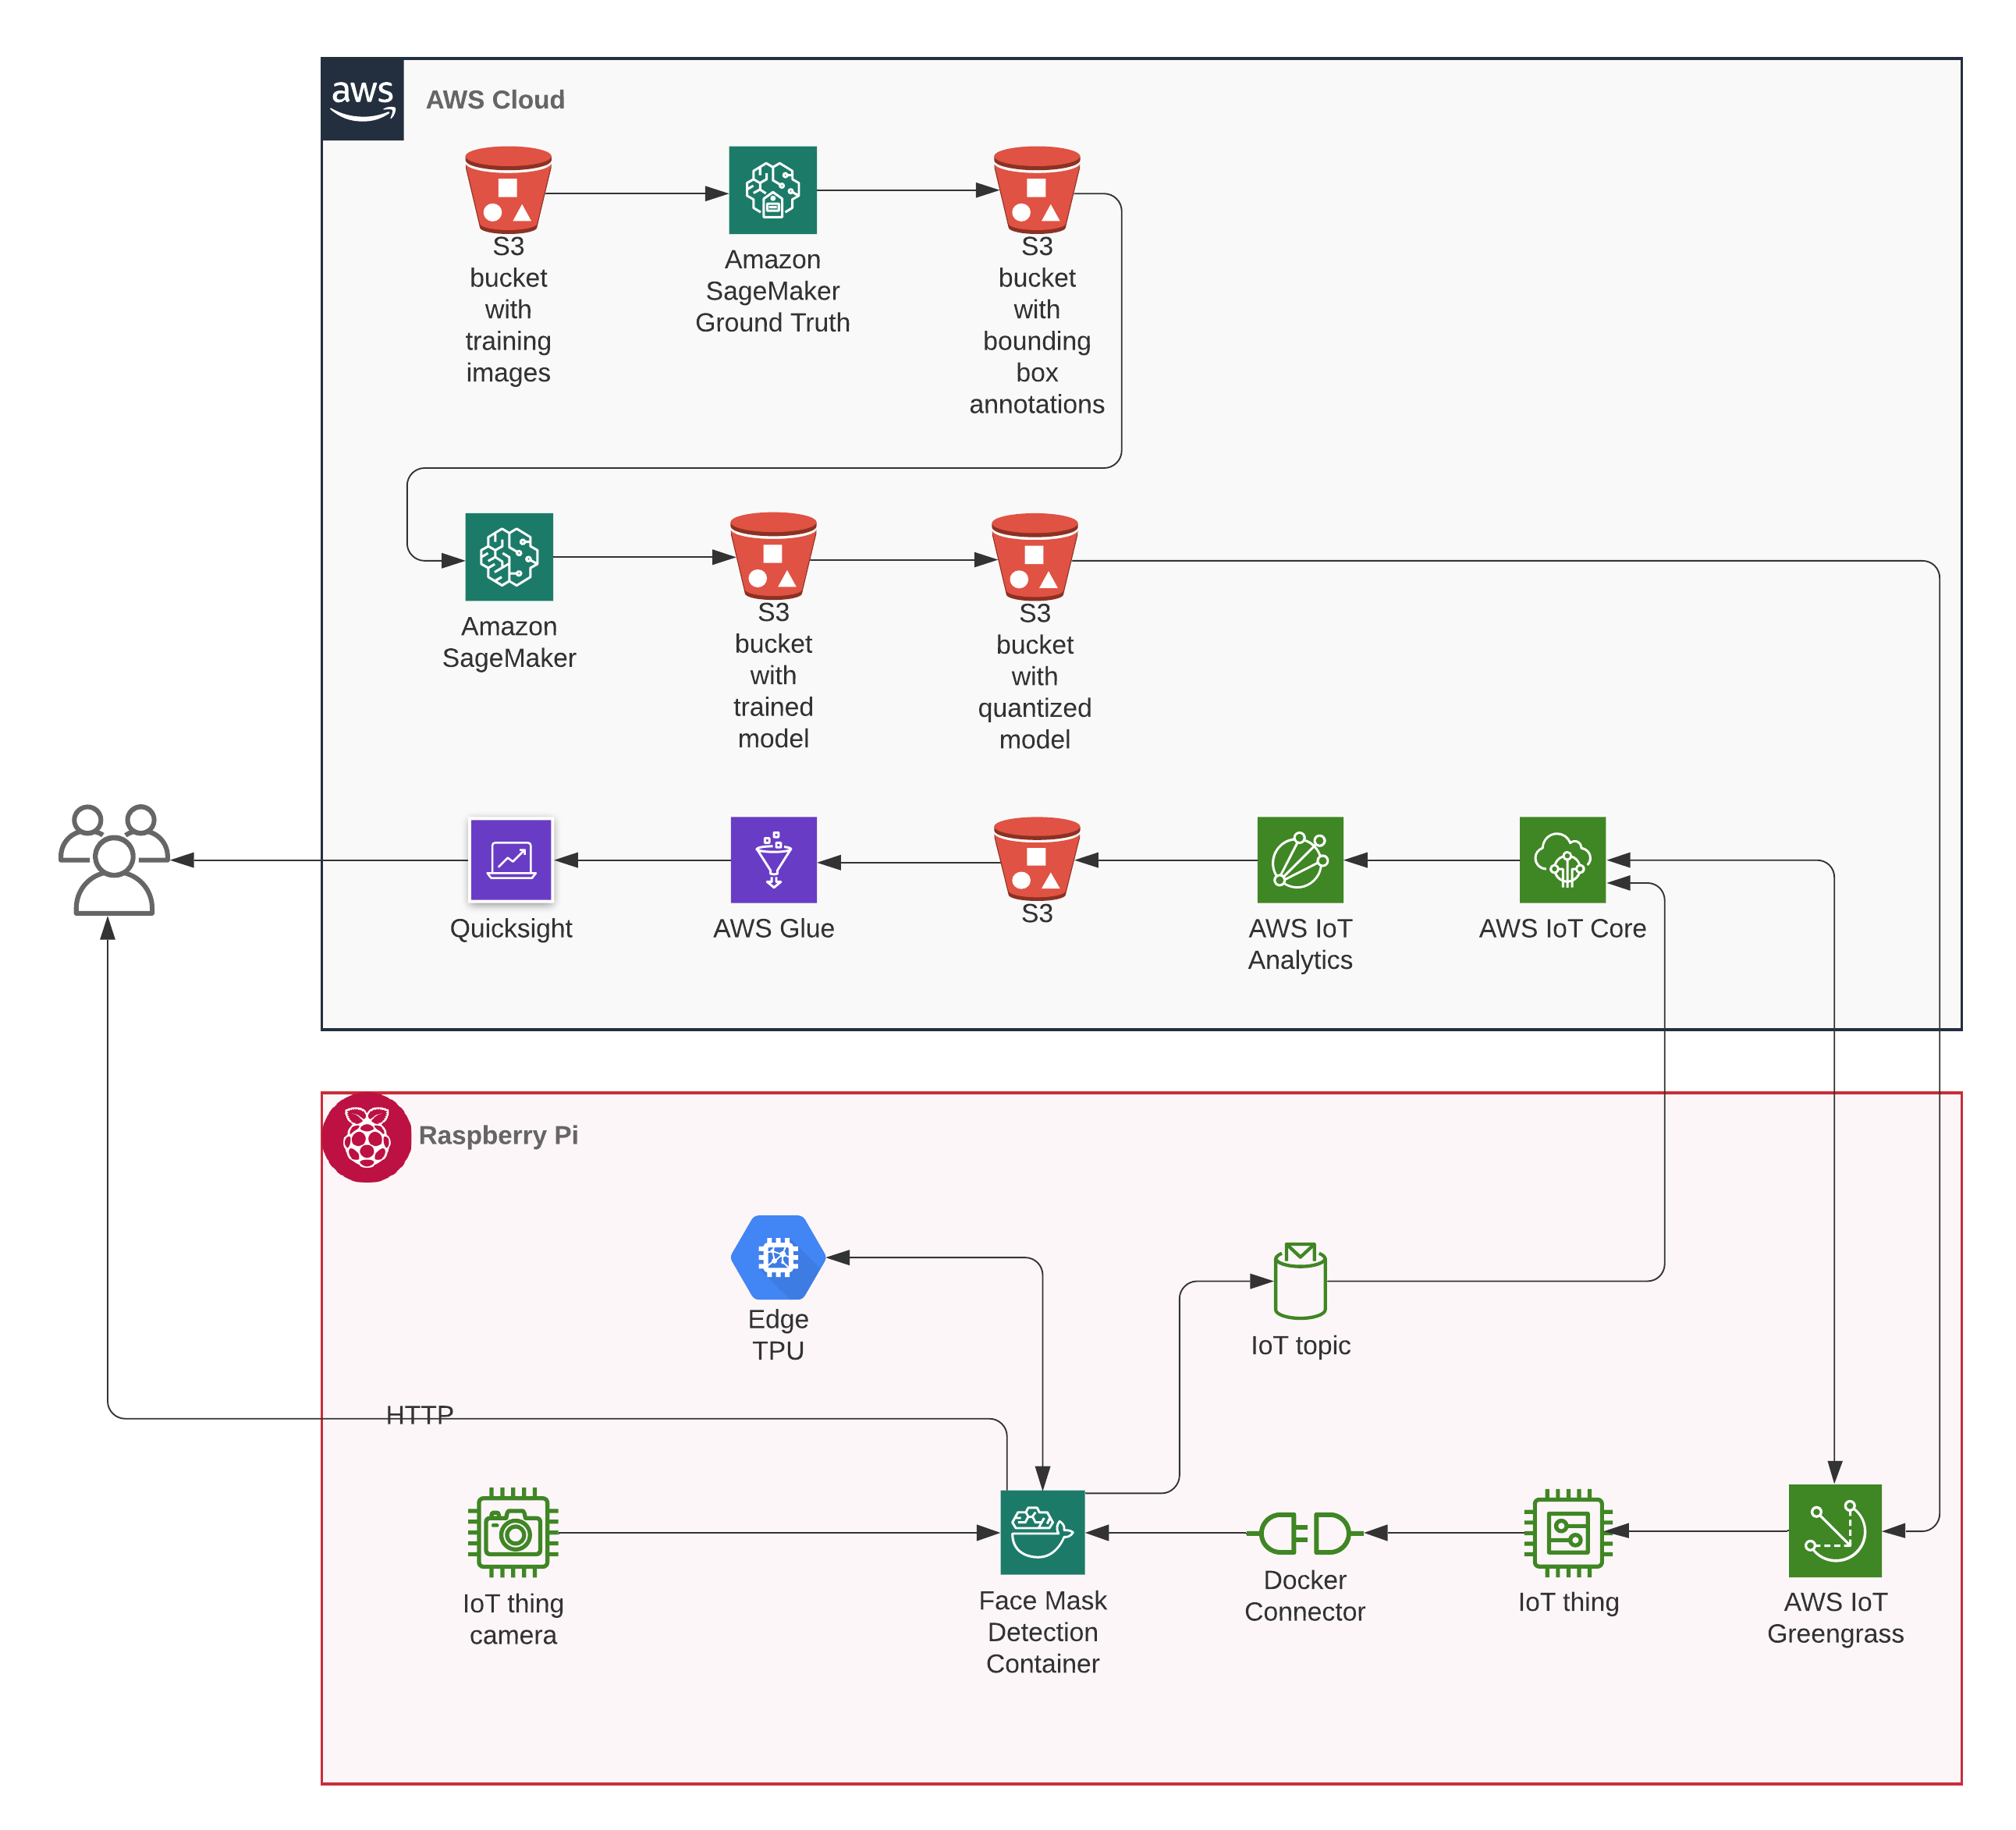 aws
AWS Cloud
S3
bucket
with
training
images
Amazon
SageMaker
Ground Truth
S3
bucket
with
bounding
box
annotations
Amazon
SageMaker
S3
bucket
with
trained
model
S3
bucket
with
quantized
model
Quicksight
AWS Glue
S3
AWS IoT
Analytics
AWS IoT Core
Raspberry Pi
Edge
TPU
IoT topic
HTTP
IoT thing
camera
Face Mask
Detection
Container
Docker
Connector
IoT thing
AWS IoT
Greengrass